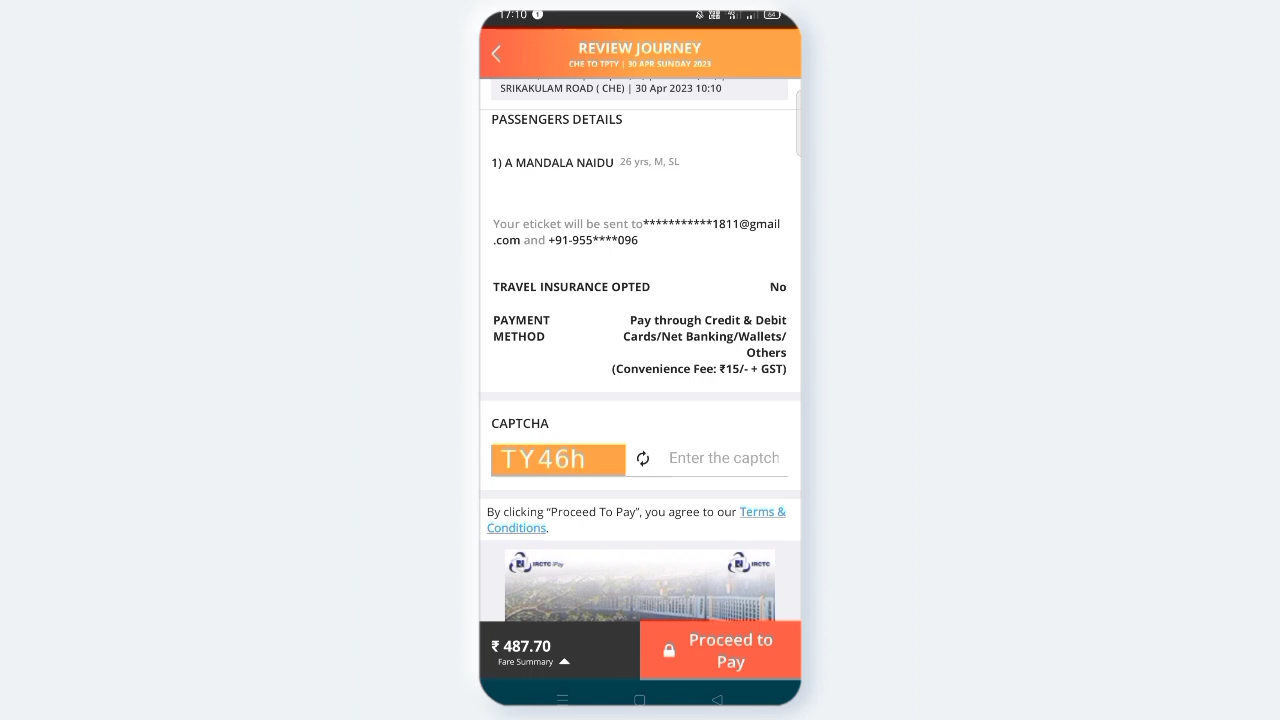 17:10
REVIEW JOURNEY
CHE TO TPTY | 30 APR SUNDAY 2023
SRIKAKULAM ROAD ( CHE) | 30 Apr 2023 10:10
PASSENGERS DETAILS
1) A MANDALA NAIDU 26 yrs, M, SL
Your eticket will be sent to***********1811@gmail
.com and +91-955****096
TRAVEL INSURANCE OPTED No
PAYMENT METHOD
Pay through Credit & Debit
Cards/Net Banking/Wallets/
Others
(Convenience Fee: ₹15/- + GST)
CAPTCHA
TY46h Enter the captch
By clicking “Proceed To Pay”, you agree to our Terms &
Conditions.
IRCTC iPay IRCTC
₹ 487.70
Fare Summary
Proceed to
Pay